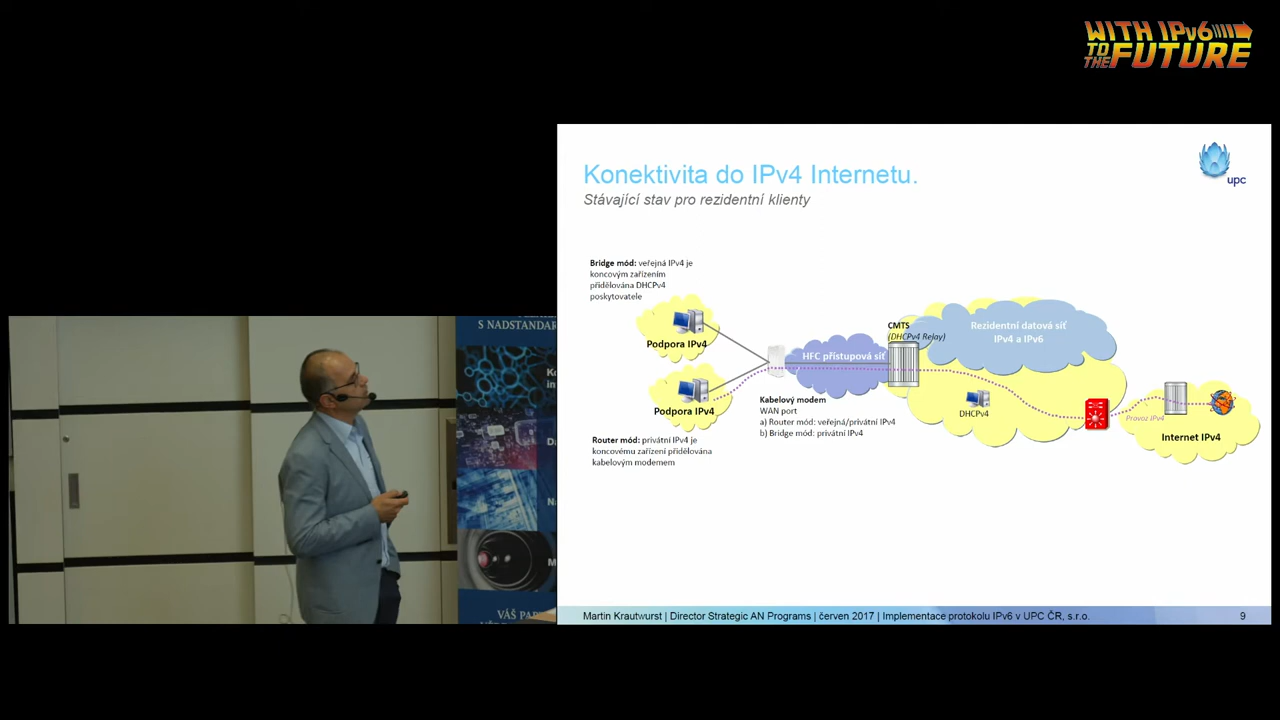 WITH IPv6
TO THE FUTURE
Konektivita do IPv4 Internetu.
Stávající stav pro rezidentní klienty
upc
Bridge mód: veřejná IPv4 je
koncovým zařízením
přidělována DHCPv4
poskytovatele
Podpora IPv4
Podpora IPv4
Router mód: privátní IPv4 je
koncovému zařízení přidělována
kabelovým modemem
HFC přístupová síť
Kabelový modem
WAN port
a) Router mód: veřejná/privátní IPv4
b) Bridge mód: privátní IPv4
CMTS
(DHCPv4 Relay)
Rezidentní datová síť
IPv4 a IPv6
DHCPv4
Provoz IPv4
Internet IPv4
S NADSTANDAR
VÁŠ PA
Martin Krautwurst | Director Strategic AN Programs | červen 2017 | Implementace protokolu IPv6 v UPC ČR, s.r.o.
9